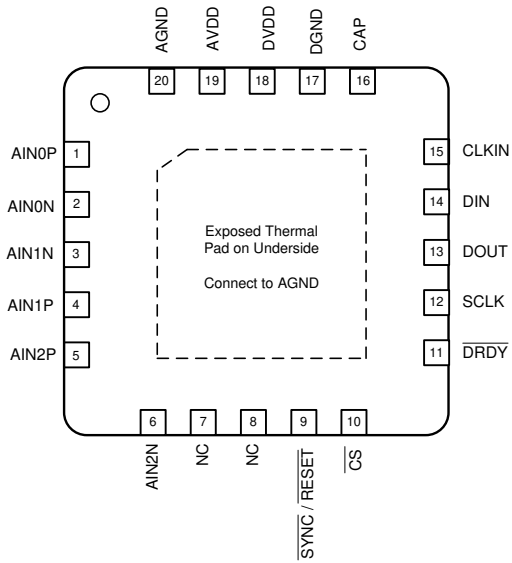 AGND
AVDD
DVDD
DGND
CAP
20
19
18
17
16
AIN0P 1
AIN0N 2
AIN1N 3
AIN1P 4
AIN2P 5
Exposed Thermal
Pad on Underside
Connect to AGND
15 CLKIN
14 DIN
13 DOUT
12 SCLK
11 DRDY
6
7
8
9
10
AIN2N
NC
NC
SYNC / RESET
CS